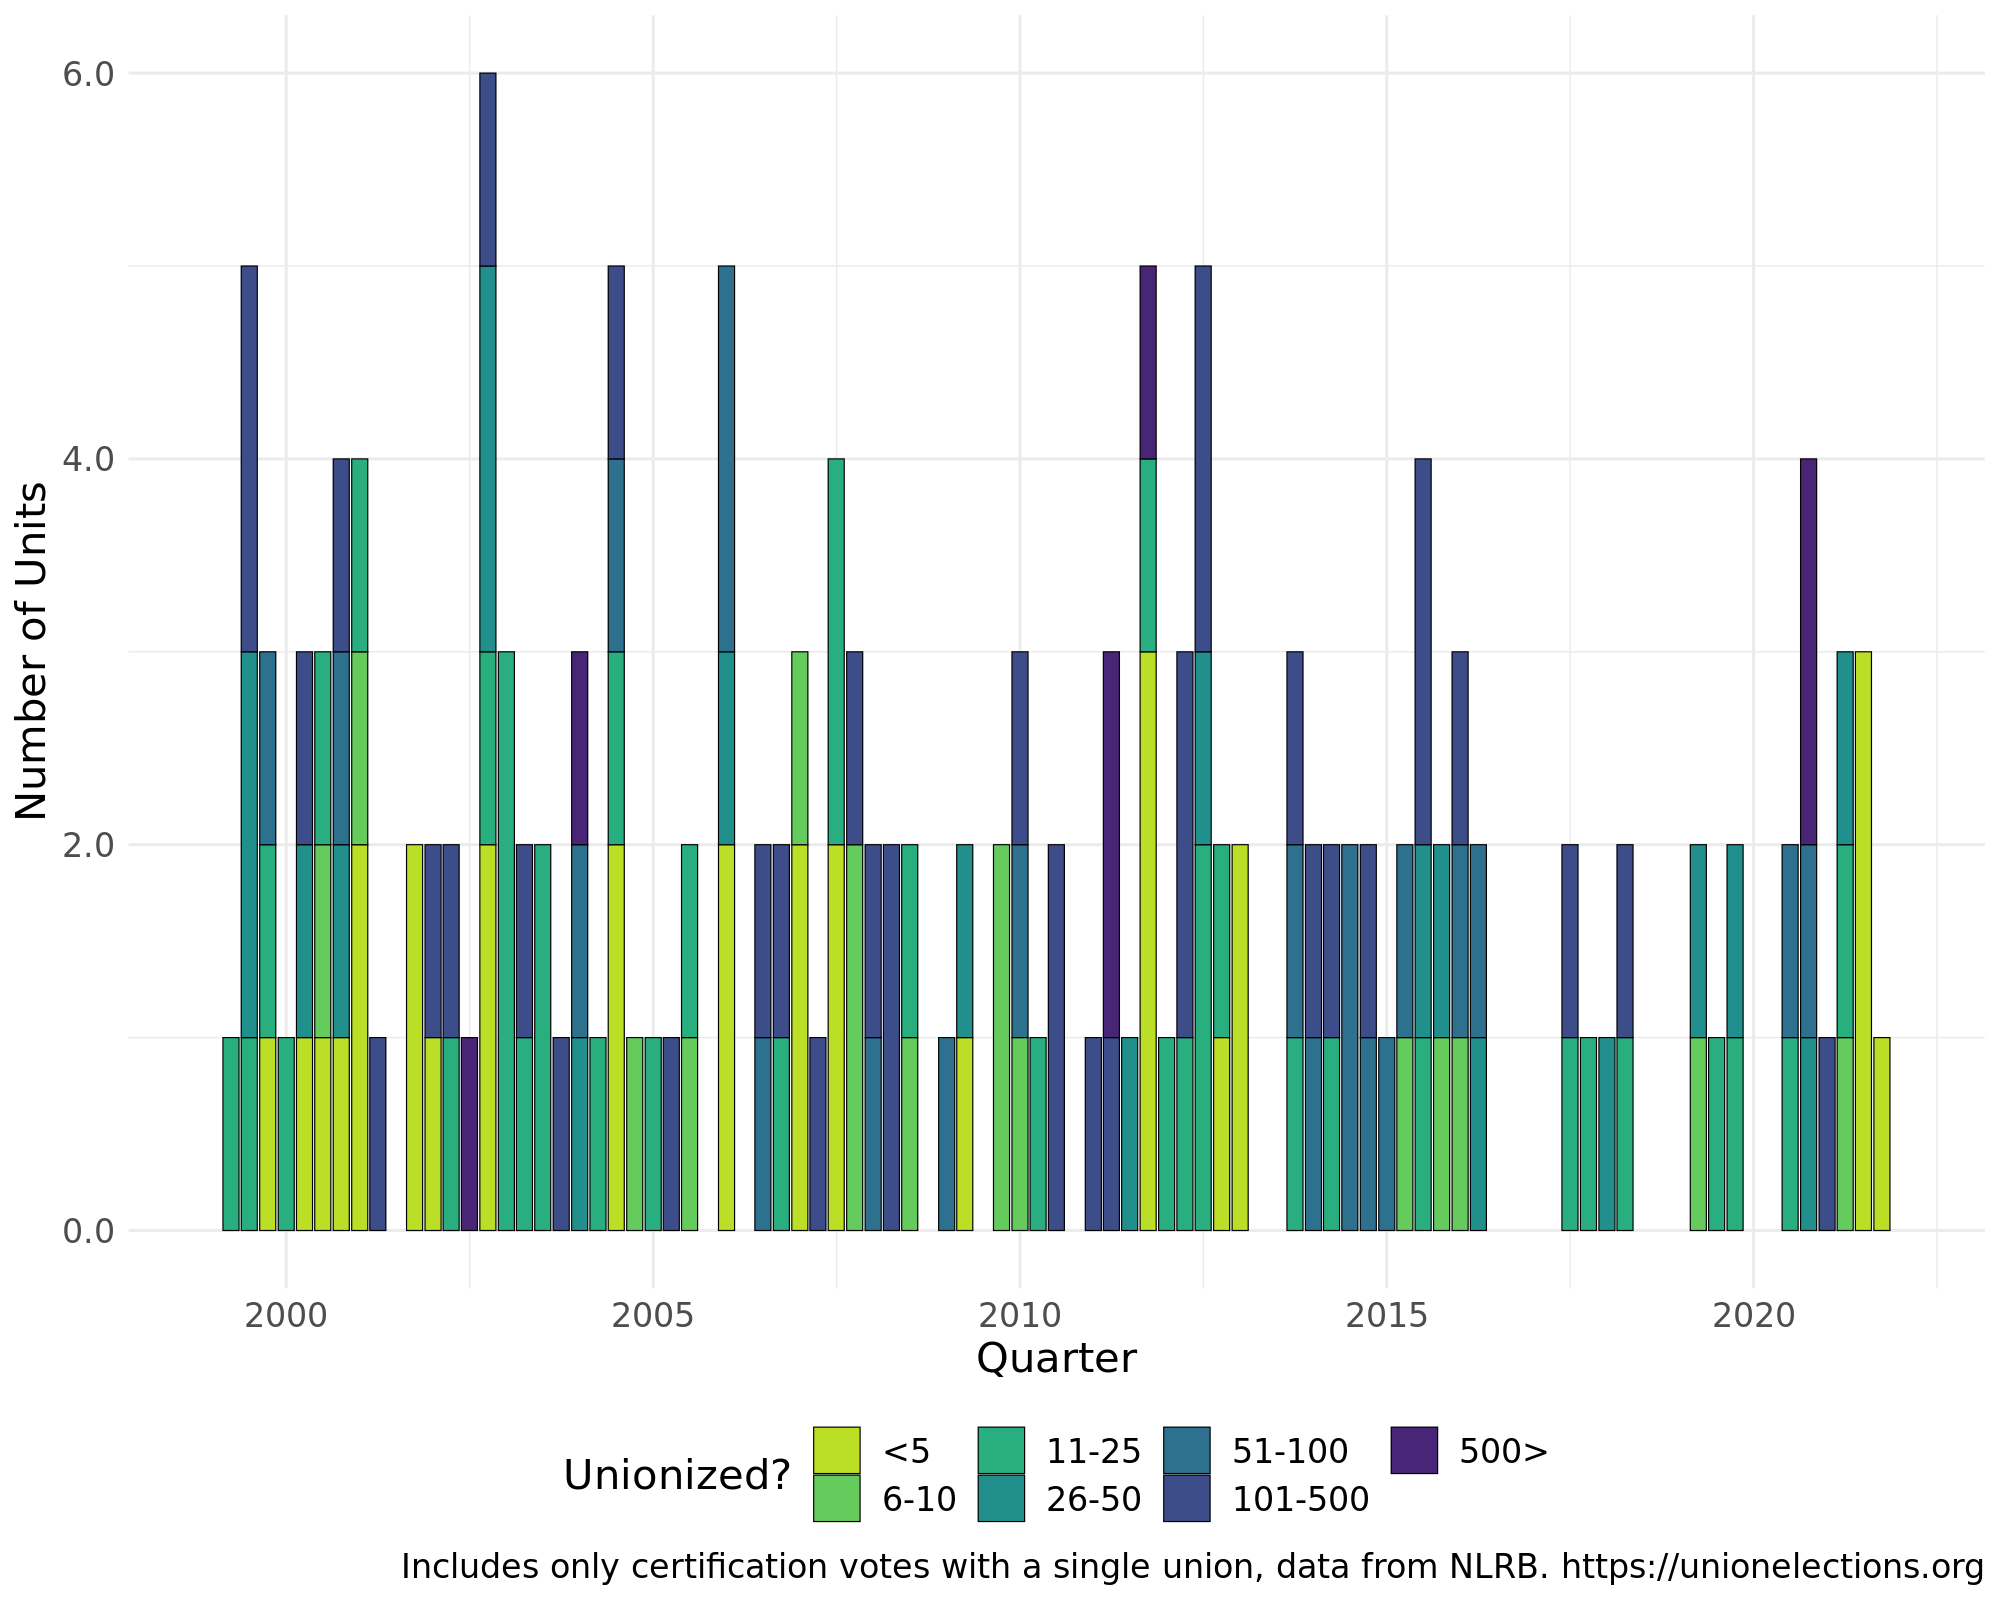 6.0
4.0
2.0
0.0
Number of Units
2000 2005 2010 2015 2020
Quarter
Unionized?
<5 11-25 51-100 500>
6-10 26-50 101-500
Includes only certification votes with a single union, data from NLRB. https://unionelections.org